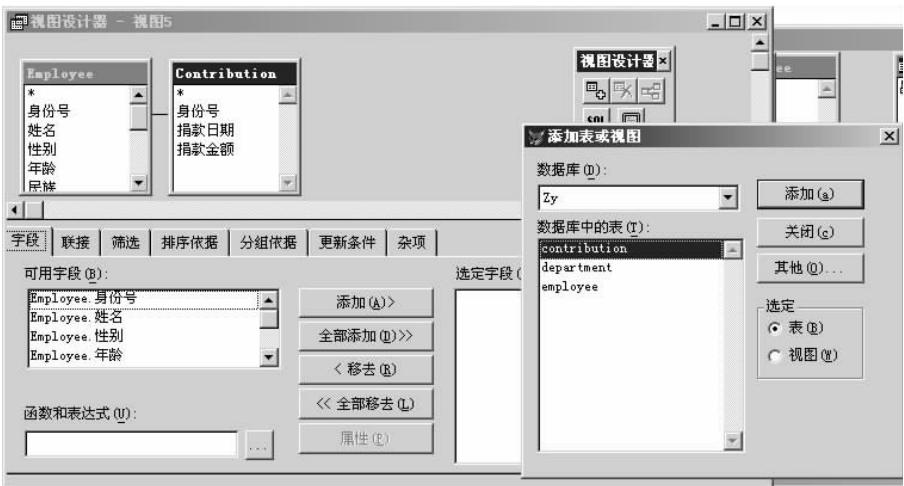 视图设计器 - 视图5
Employee
*
身份号
姓名
性别
年龄
民族
Contribution
*
身份号
捐款日期
捐款金额
视图设计器
SQL
ee
字段
联接
筛选
排序依据
分组依据
更新条件
杂项
可用字段(B):
Employee.身份号
Employee.姓名
Employee.性别
Employee.年龄
函数和表达式(U):
...
添加(A)>
全部添加(D)>>
< 移去(R)
<< 全部移去(L)
属性(P)
选定字段(
添加表或视图
数据库(D):
Zy
数据库中的表(T):
contribution
department
employee
添加(a)
关闭(c)
其他(O)...
选定
表(B)
视图(W)